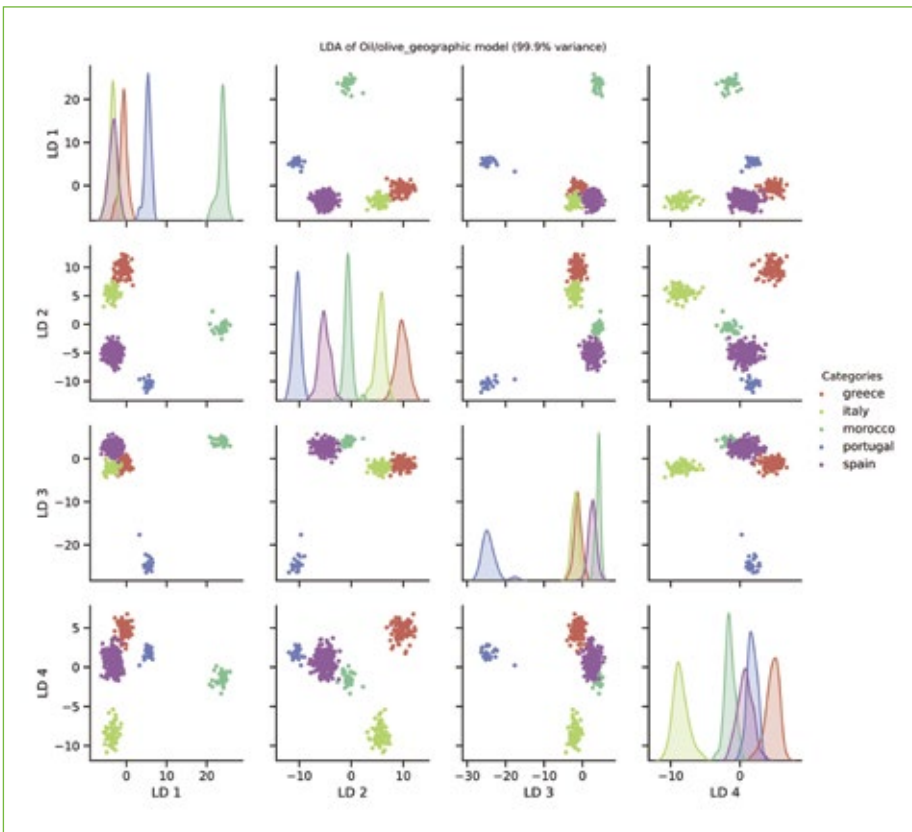 LDA of Oil/olive_geographic model (99.9% variance)
LD 1
20
10
0
LD 2
10
5
0
−5
−10
LD 3
0
−10
−20
LD 4
5
0
−5
−10
0 10 20
LD 1
−10 0 10
LD 2
−30 −20 −10 0
LD 3
−10 0
LD 4
Categories
greece
italy
morocco
portugal
spain